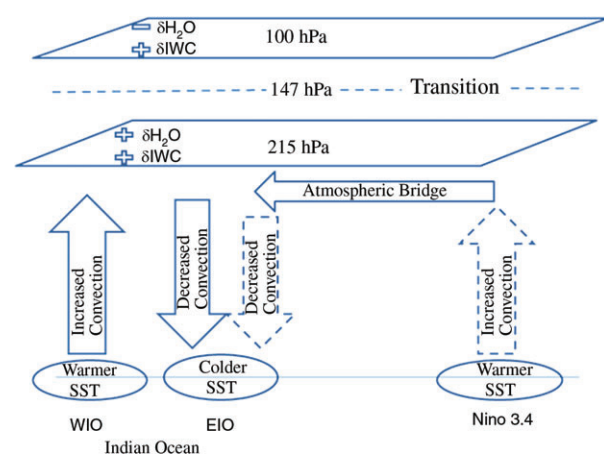 δH₂O
δIWC
100 hPa
147 hPa
Transition
δH₂O
δIWC
215 hPa
Atmospheric Bridge
Increased
Convection
Decreased
Convection
Decreased
Convection
Increased
Convection
Warmer
SST
Colder
SST
Warmer
SST
WIO
EIO
Nino 3.4
Indian Ocean